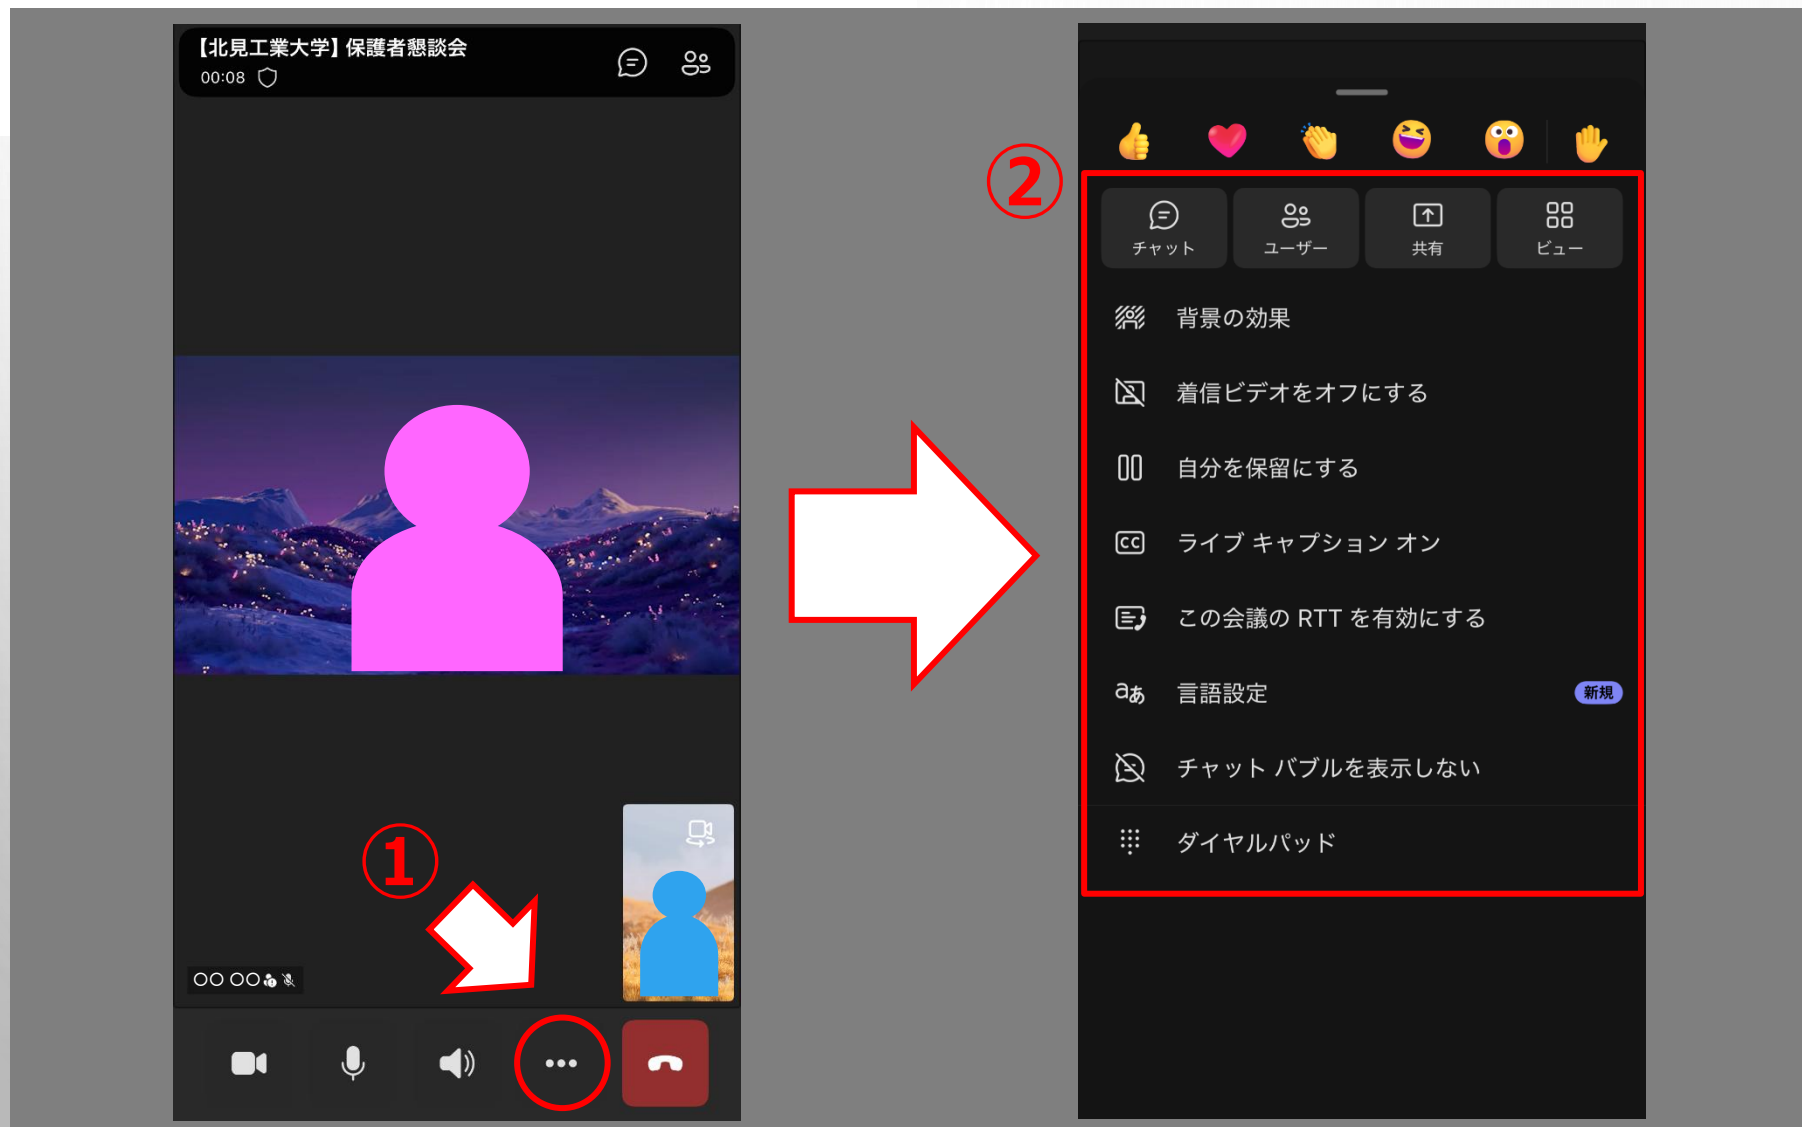 【北見工業大学】保護者懇談会
00:08
〇〇 〇〇
①
②
チャット
ユーザー
共有
ビュー
背景の効果
着信ビデオをオフにする
自分を保留にする
CC ライブ キャプション オン
この会議の RTT を有効にする
aあ 言語設定 新規
チャット バブルを表示しない
ダイヤルパッド